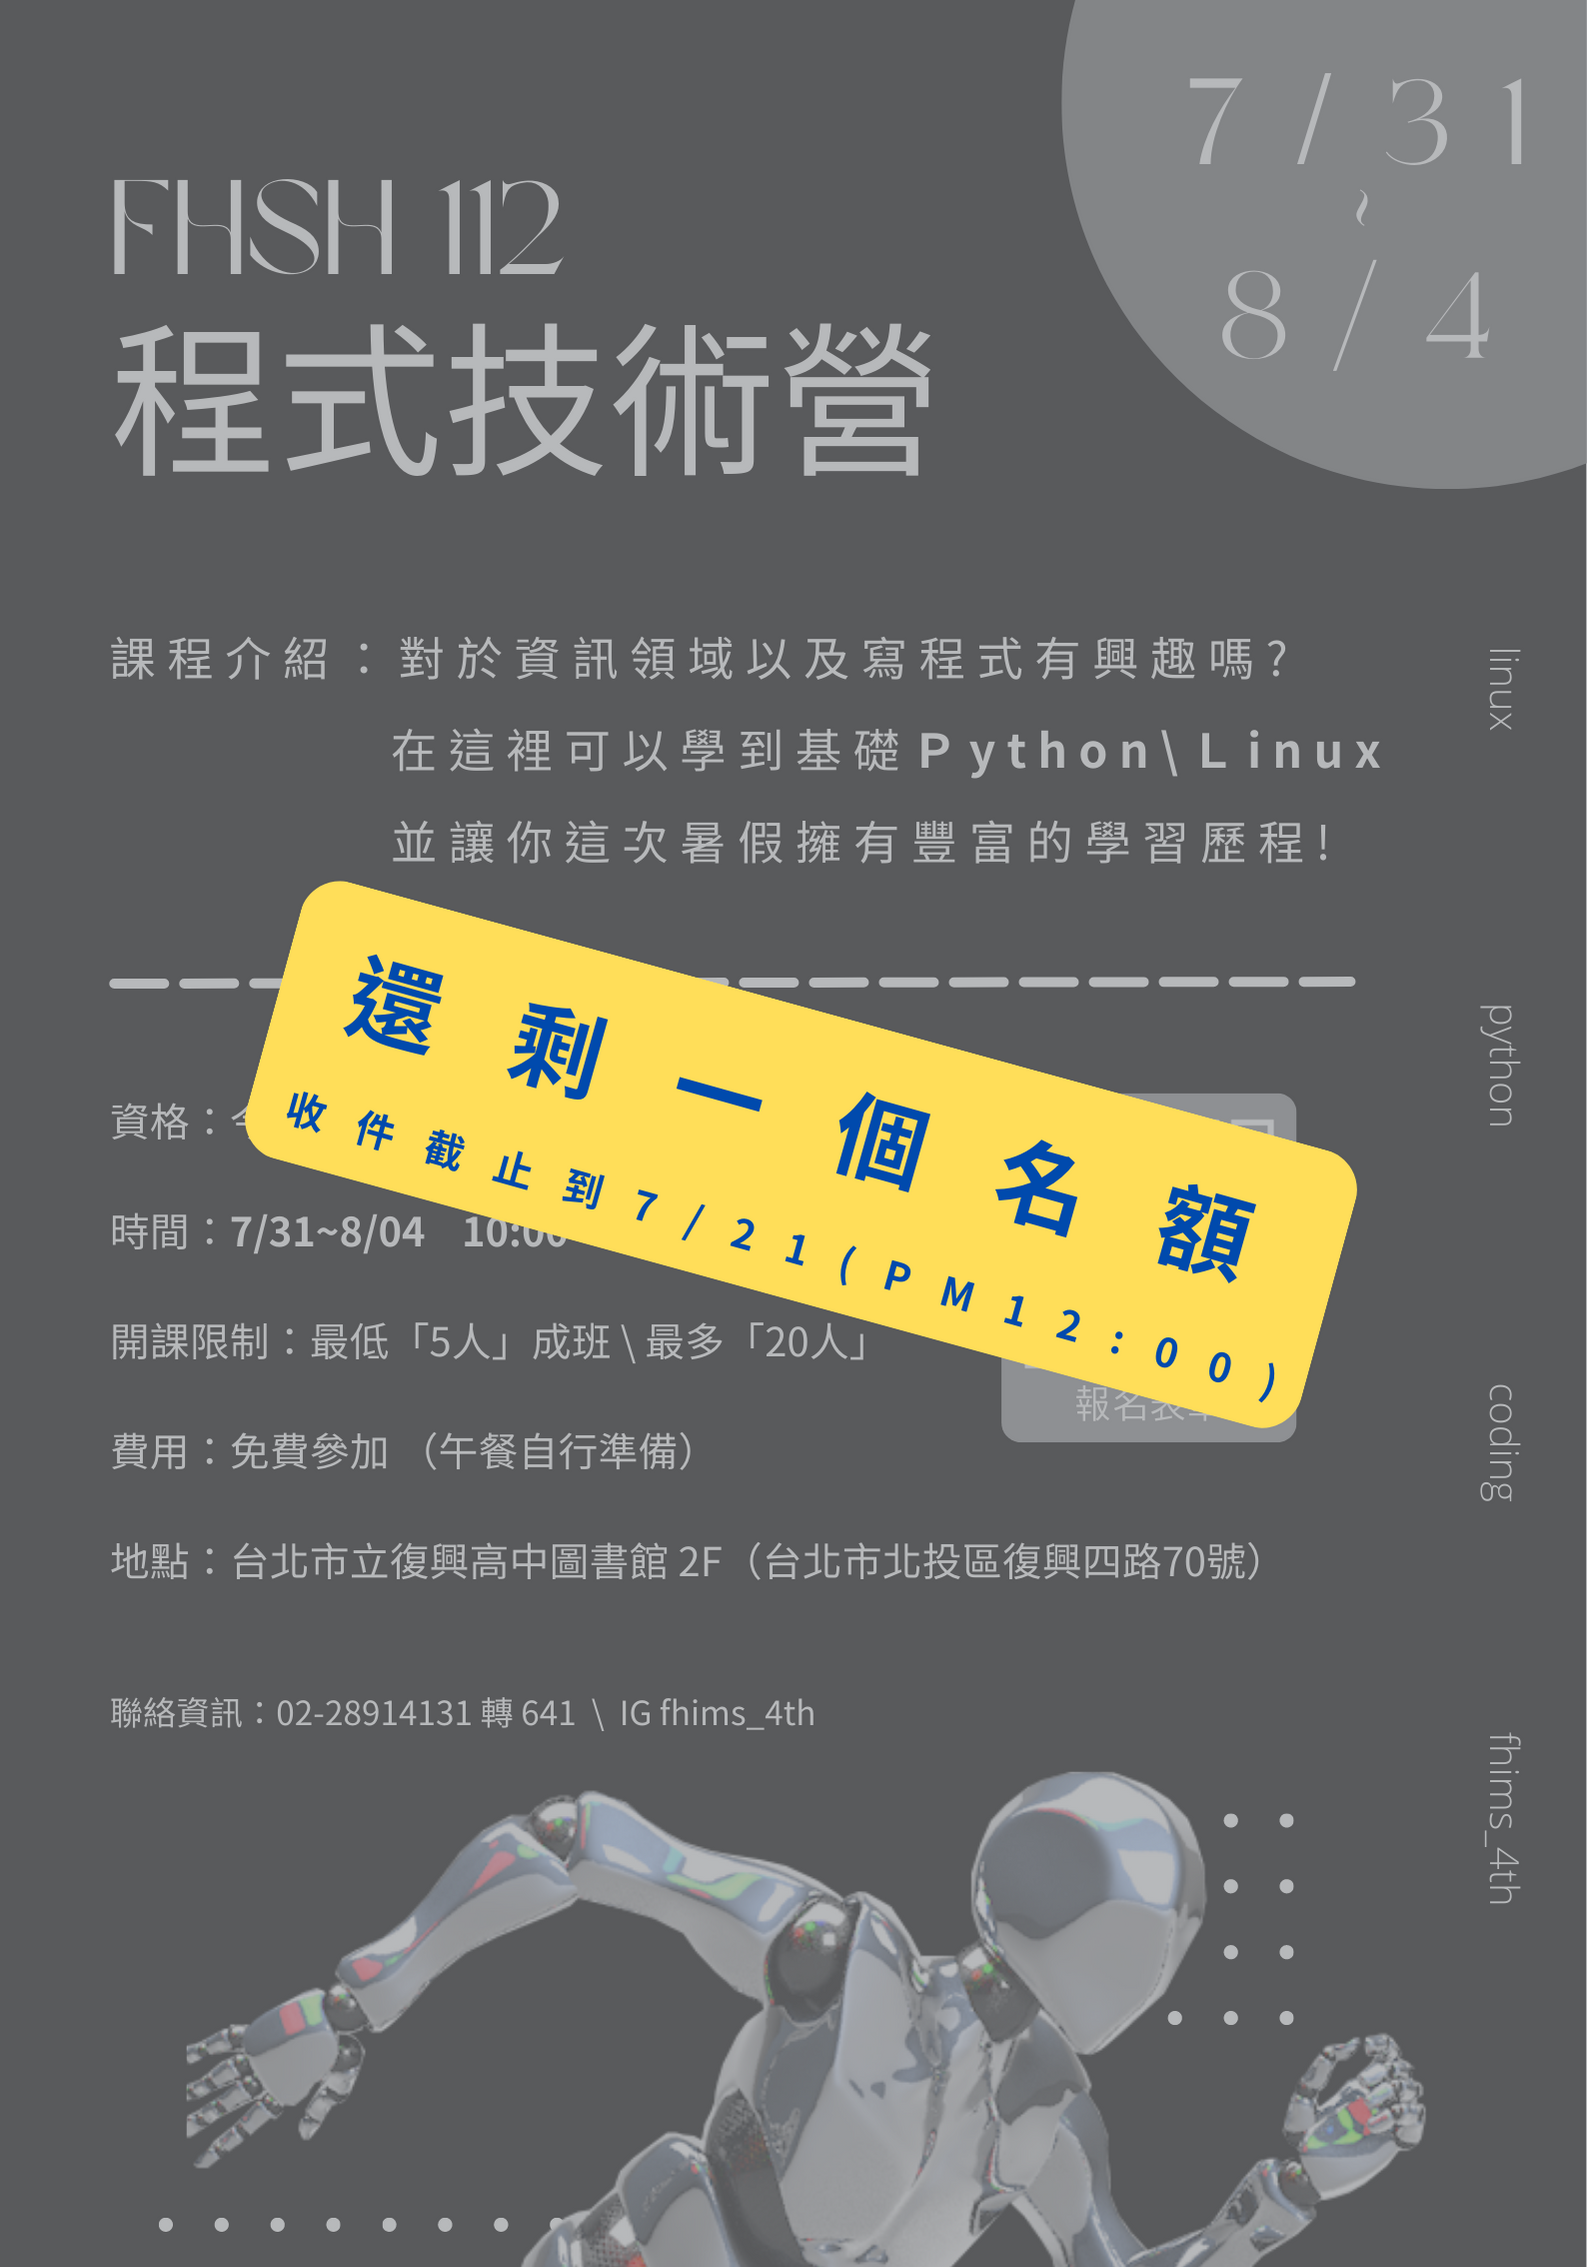 7/31
~
8/4
FHSH 112
程式技術營
課程介紹：對於資訊領域以及寫程式有興趣嗎?
在這裡可以學到基礎Python\Linux
並讓你這次暑假擁有豐富的學習歷程!
還剩一個名額
收件截止到7/21(PM12:00)
資格：
時間：7/31~8/04 10:00
開課限制：最低「5人」成班 \ 最多「20人」
報名表單
費用：免費參加 （午餐自行準備）
地點：台北市立復興高中圖書館 2F（台北市北投區復興四路70號）
聯絡資訊：02-28914131 轉 641 \ IG fhims_4th
linux
python
coding
fhims_4th